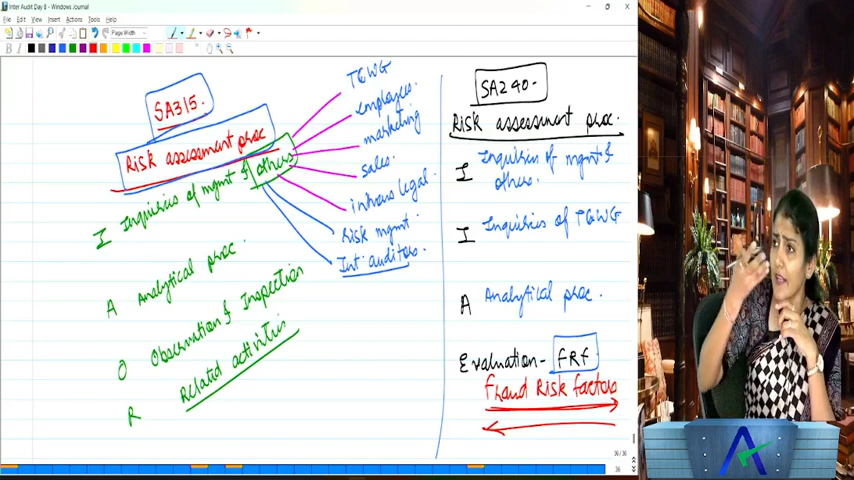 Inter Audit Day 8 - Windows Journal
File Edit View Insert Actions Tools Help
Page Width
SA315.
Risk assessment proc
I Inquiries of mgmt & others
TCWG
employees.
marketing
sales.
inhouse legal.
Risk mgmt
Int. auditors.
A Analytical proc.
O Observation & Inspection
R Related activities
SA240.
Risk assessment proc.
I Inquiries of mgmt &
others.
I Inquiries of TCWG
A Analytical proc.
Evaluation - FRF
Fraud Risk Factors
36/36
36